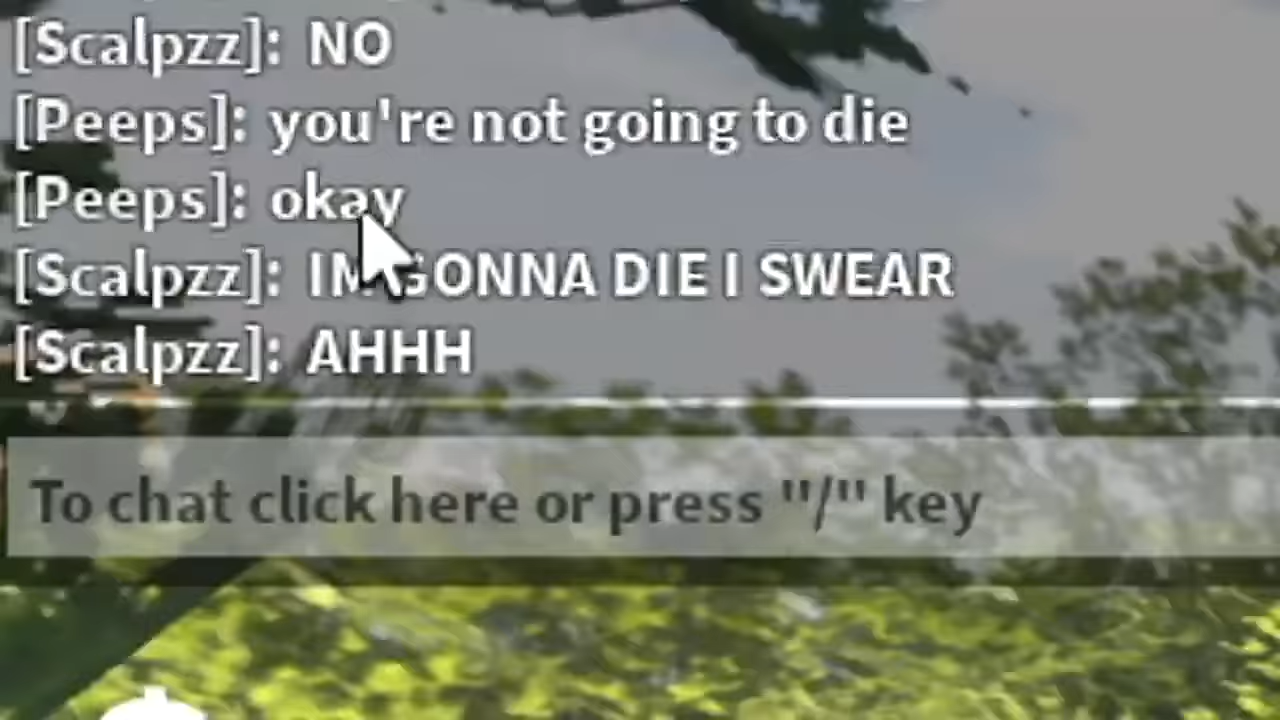 [Scalpzz]: NO
[Peeps]: you're not going to die
[Peeps]: okay
[Scalpzz]: IM GONNA DIE I SWEAR
[Scalpzz]: AHHH
To chat click here or press "/" key